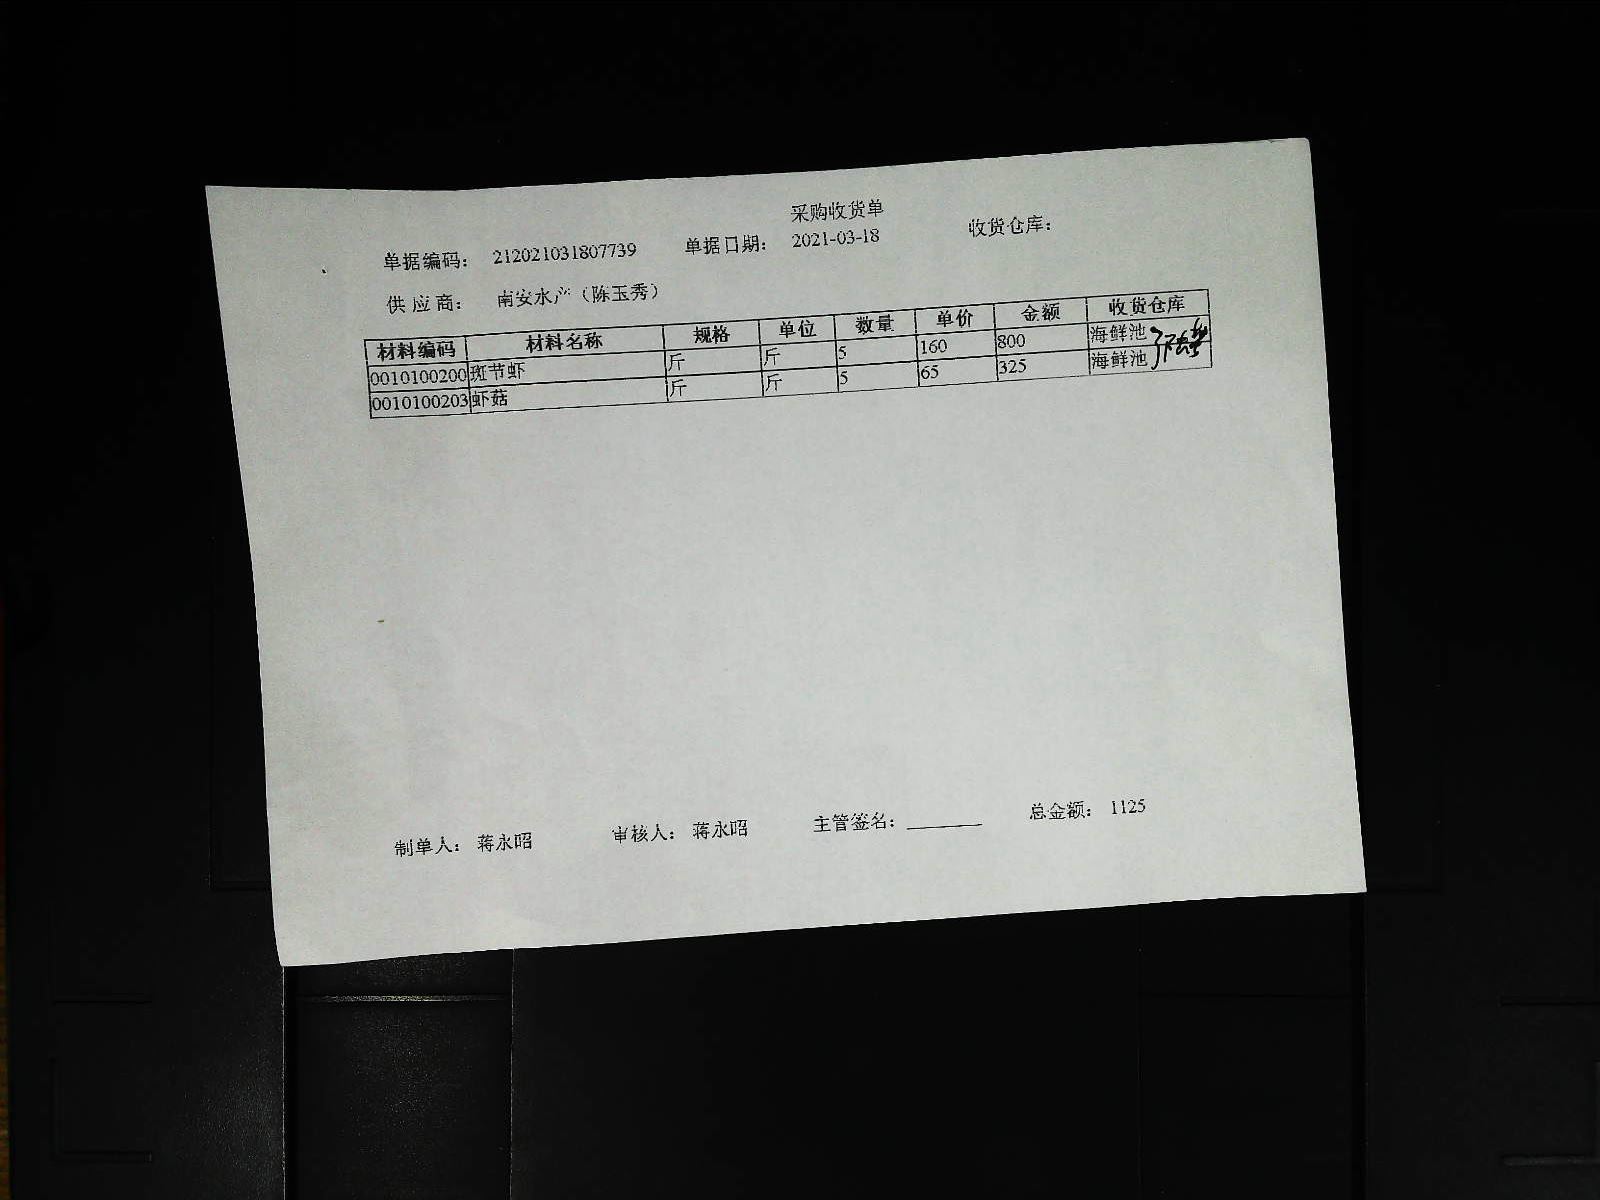 采购收货单
单据编码： 212021031807739 单据日期： 2021-03-18 收货仓库：
供 应 商： 南安水产（陈玉秀）
材料编码 材料名称 规格 单位 数量 单价 金额 收货仓库
0010100200 斑节虾 斤 斤 5 160 800 海鲜池
0010100203 虾菇 斤 斤 5 65 325 海鲜池
制单人： 蒋永昭 审核人： 蒋永昭 主管签名： 总金额： 1125